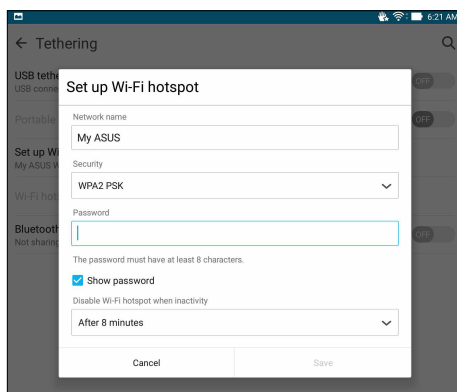 6:21 AM
Tethering
USB tethe
USB conne
OFF
Portable
OFF
Set up Wi-Fi hotspot
Network name
My ASUS
Security
WPA2 PSK
Password
The password must have at least 8 characters.
Show password
Disable Wi-Fi hotspot when inactivity
After 8 minutes
Cancel
Save
Set up Wi
My ASUS W
Wi-Fi hots
Bluetooth
Not sharing
OFF